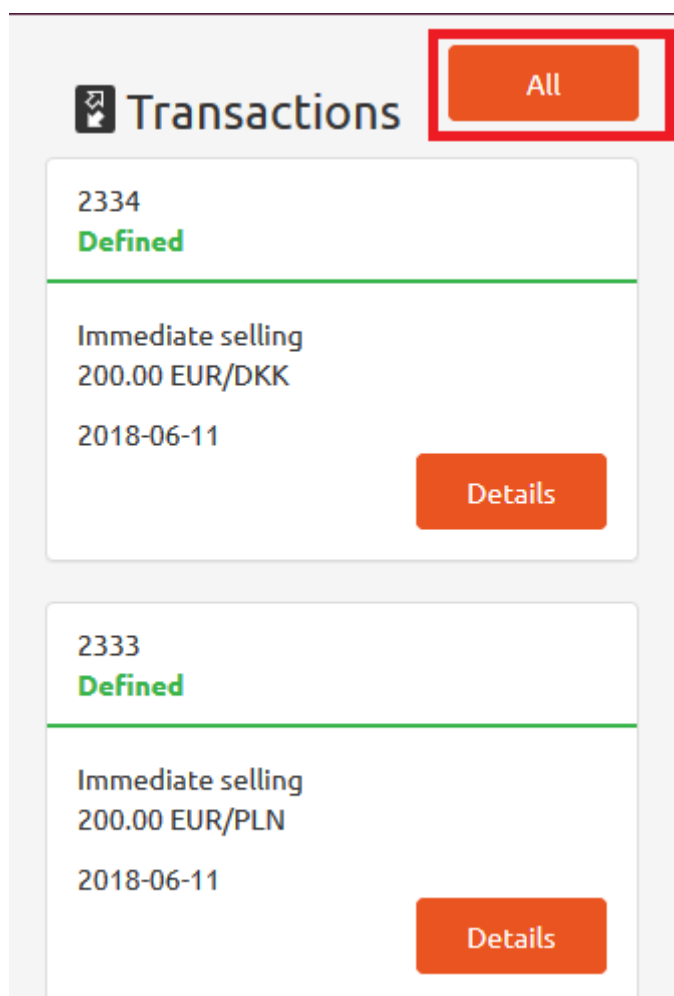 All
Transactions
2334
Defined
Immediate selling
200.00 EUR/DKK
2018-06-11
Details
2333
Defined
Immediate selling
200.00 EUR/PLN
2018-06-11
Details